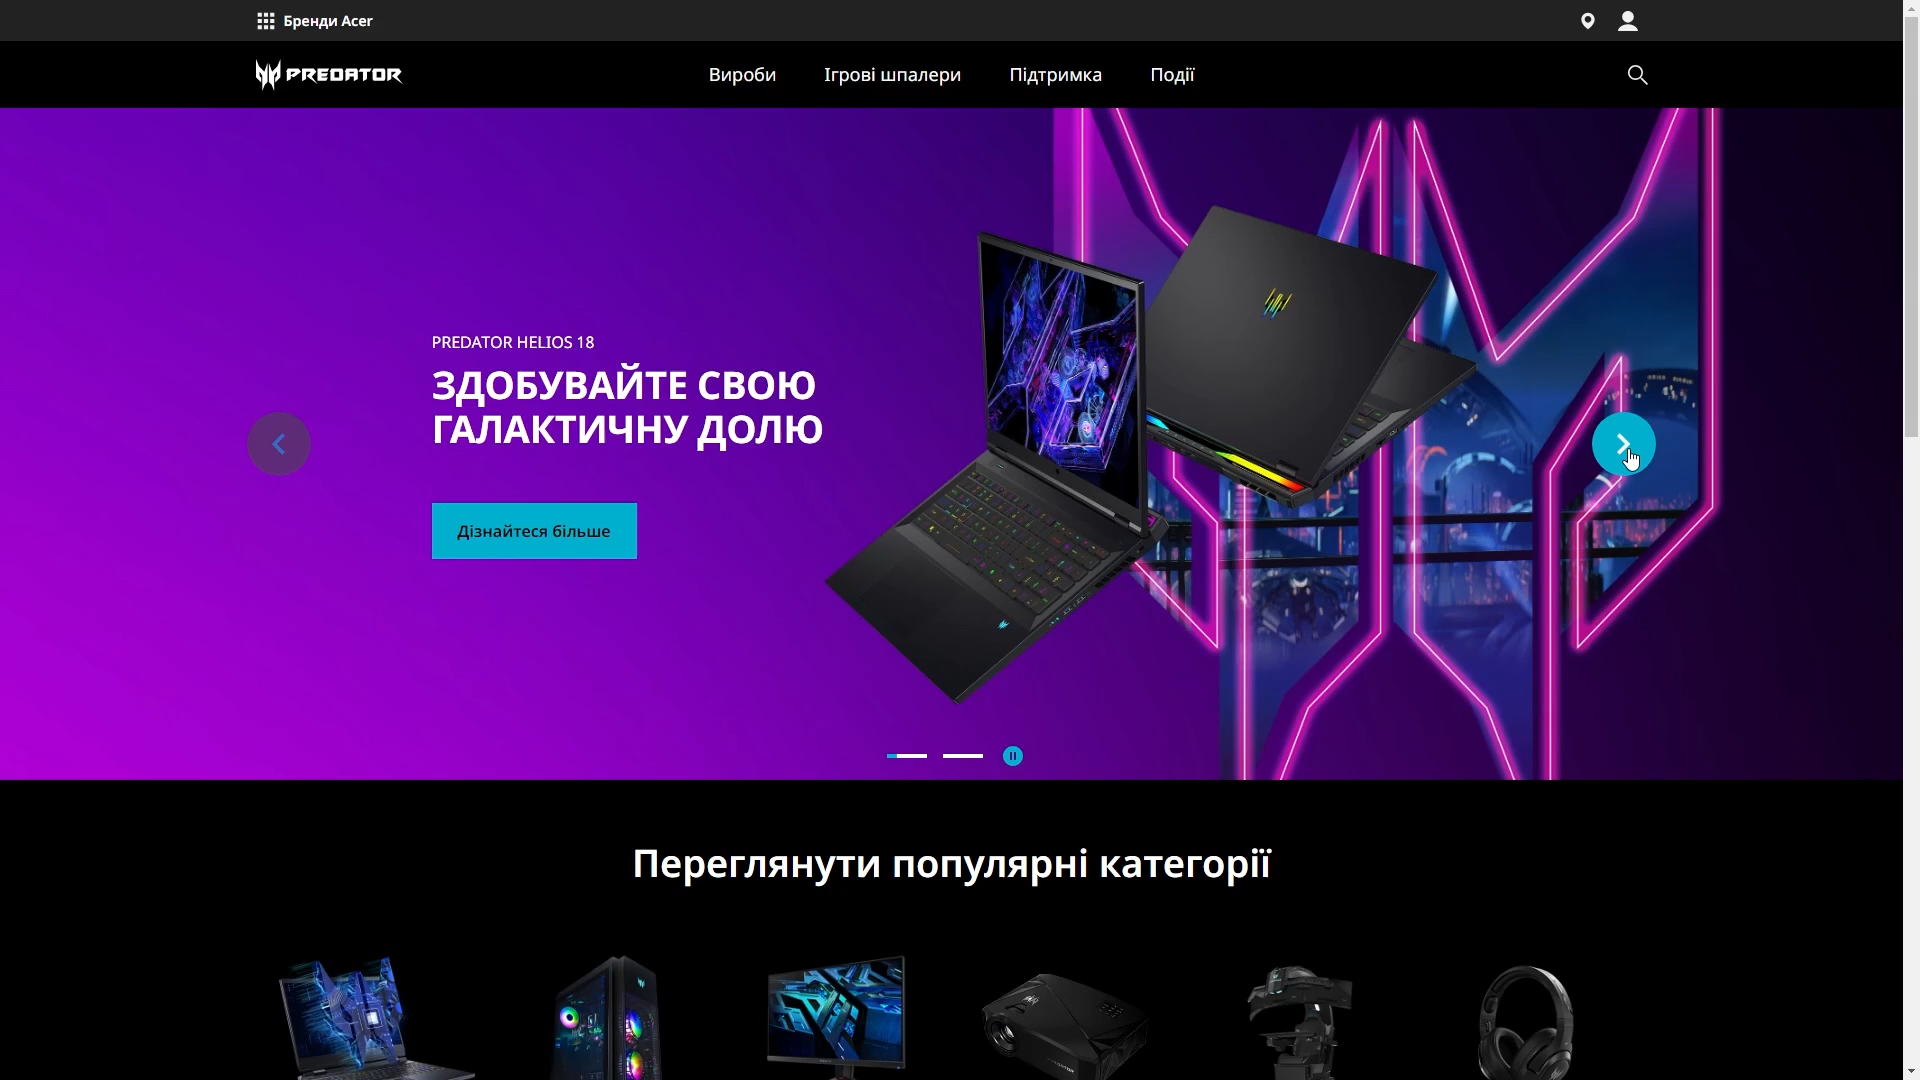 Бренди Acer
PREDATOR
Вироби
Ігрові шпалери
Підтримка
Події
PREDATOR HELIOS 18
ЗДОБУВАЙТЕ СВОЮ
ГАЛАКТИЧНУ ДОЛЮ
Дізнайтеся більше
Переглянути популярні категорії